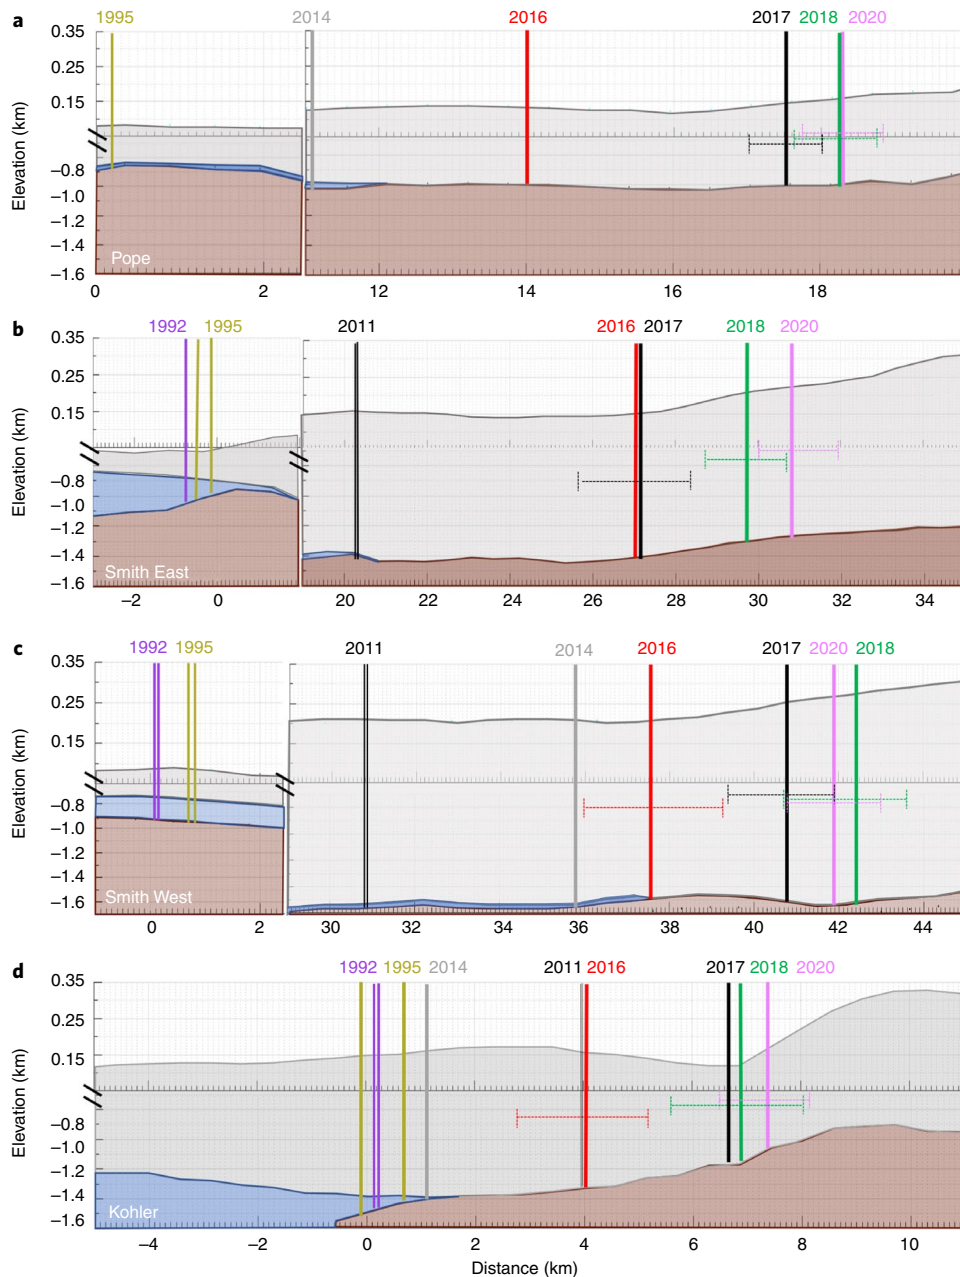 a 1995 2014 2016 2017 2018 2020
0.35
0.25
0.15
−0.8
−1.0
−1.2
−1.4
−1.6
Elevation (km)
Pope
0 2 12 14 16 18
b 1992 1995 2011 2016 2017 2018 2020
0.35
0.25
0.15
−0.8
−1.0
−1.2
−1.4
−1.6
Elevation (km)
Smith East
−2 0 20 22 24 26 28 30 32 34
c 1992 1995 2011 2014 2016 2017 2020 2018
0.35
0.25
0.15
−0.8
−1.0
−1.2
−1.4
−1.6
Elevation (km)
Smith West
0 2 30 32 34 36 38 40 42 44
d 1992 1995 2014 2011 2016 2017 2018 2020
0.35
0.25
0.15
−0.8
−1.0
−1.2
−1.4
−1.6
Elevation (km)
Kohler
−4 −2 0 2 4 6 8 10
Distance (km)